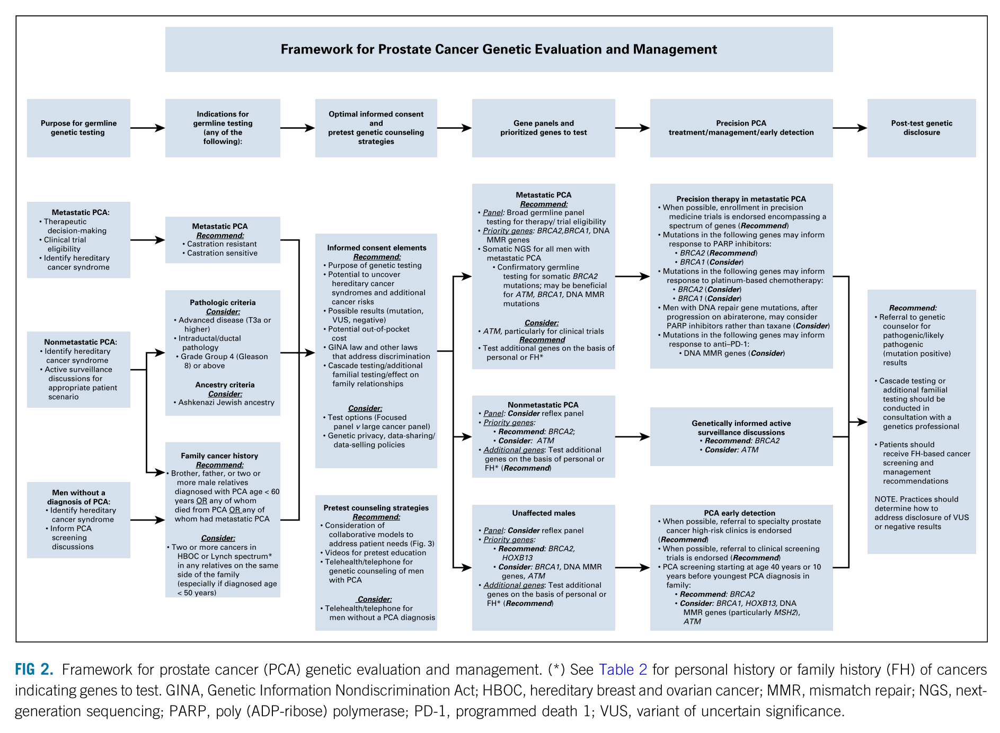 Framework for Prostate Cancer Genetic Evaluation and Management
Purpose for germline
genetic testing
Indications for
germline testing
(any of the
following):
Optimal informed consent
and
pretest genetic counseling
strategies
Gene panels and
prioritized genes to test
Precision PCA
treatment/management/early detection
Post-test genetic
disclosure
Metastatic PCA:
• Therapeutic
decision-making
• Clinical trial
eligibility
• Identify hereditary
cancer syndrome
Nonmetastatic PCA:
• Identify hereditary
cancer syndrome
• Active surveillance
discussions for
appropriate patient
scenario
Men without a
diagnosis of PCA:
• Identify hereditary
cancer syndrome
• Inform PCA
screening
discussions
Metastatic PCA
Recommend:
• Castration resistant
• Castration sensitive
Pathologic criteria
Consider:
• Advanced disease (T3a or
higher)
• Intraductal/ductal
pathology
• Grade Group 4 (Gleason
8) or above
Ancestry criteria
Consider:
• Ashkenazi Jewish ancestry
Family cancer history
Recommend:
• Brother, father, or two or
more male relatives
diagnosed with PCA age < 60
years OR any of whom
died from PCA OR any of
whom had metastatic PCA
Consider:
• Two or more cancers in
HBOC or Lynch spectrum*
in any relatives on the same
side of the family
(especially if diagnosed age
< 50 years)
Informed consent elements
Recommend:
• Purpose of genetic testing
• Potential to uncover
hereditary cancer
syndromes and additional
cancer risks
• Possible results (mutation,
VUS, negative)
• Potential out-of-pocket
cost
• GINA law and other laws
that address discrimination
• Cascade testing/additional
familial testing/effect on
family relationships
Consider:
• Test options (Focused
panel v large cancer panel)
• Genetic privacy, data-sharing/
data-selling policies
Pretest counseling strategies
Recommend:
• Consideration of
collaborative models to
address patient needs (Fig. 3)
• Videos for pretest education
• Telehealth/telephone for
genetic counseling of men
with PCA
Consider:
• Telehealth/telephone for
men without a PCA diagnosis
Metastatic PCA
Recommend:
• Panel: Broad germline panel
testing for therapy/ trial eligibility
• Priority genes: BRCA2,BRCA1, DNA
MMR genes
• Somatic NGS for all men with
metastatic PCA
• Confirmatory germline
testing for somatic BRCA2
mutations; may be beneficial
for ATM, BRCA1, DNA MMR
mutations
Consider:
• ATM, particularly for clinical trials
Recommend
• Test additional genes on the basis of
personal or FH*
Nonmetastatic PCA
• Panel: Consider reflex panel
• Priority genes:
• Recommend: BRCA2;
• Consider: ATM
• Additional genes: Test additional
genes on the basis of personal or
FH* (Recommend)
Unaffected males
• Panel: Consider reflex panel
• Priority genes:
• Recommend: BRCA2,
HOXB13
• Consider: BRCA1, DNA MMR
genes, ATM
• Additional genes: Test additional
genes on the basis of personal or
FH* (Recommend)
Precision therapy in metastatic PCA
• When possible, enrollment in precision
medicine trials is endorsed encompassing a
spectrum of genes (Recommend)
• Mutations in the following genes may inform
response to PARP inhibitors:
• BRCA2 (Recommend)
• BRCA1 (Consider)
• Mutations in the following genes may inform
response to platinum-based chemotherapy:
• BRCA2 (Consider)
• BRCA1 (Consider)
• Men with DNA repair gene mutations, after
progression on abiraterone, may consider
PARP inhibitors rather than taxane (Consider)
• Mutations in the following genes may inform
response to anti–PD-1:
• DNA MMR genes (Consider)
Genetically informed active
surveillance discussions
• Recommend: BRCA2
• Consider: ATM
PCA early detection
• When possible, referral to specialty prostate
cancer high-risk clinics is endorsed
(Recommend)
• When possible, referral to clinical screening
trials is endorsed (Recommend)
• PCA screening starting at age 40 years or 10
years before youngest PCA diagnosis in
family:
• Recommend: BRCA2
• Consider: BRCA1, HOXB13, DNA
MMR genes (particularly MSH2),
ATM
Recommend:
• Referral to genetic
counselor for
pathogenic/likely
pathogenic
(mutation positive)
results
• Cascade testing or
additional familial
testing should be
conducted in
consultation with a
genetics professional
• Patients should
receive FH-based cancer
screening and
management
recommendations
NOTE. Practices should
determine how to
address disclosure of VUS
or negative results
FIG 2. Framework for prostate cancer (PCA) genetic evaluation and management. (*) See Table 2 for personal history or family history (FH) of cancers
indicating genes to test. GINA, Genetic Information Nondiscrimination Act; HBOC, hereditary breast and ovarian cancer; MMR, mismatch repair; NGS, next-
generation sequencing; PARP, poly (ADP-ribose) polymerase; PD-1, programmed death 1; VUS, variant of uncertain significance.